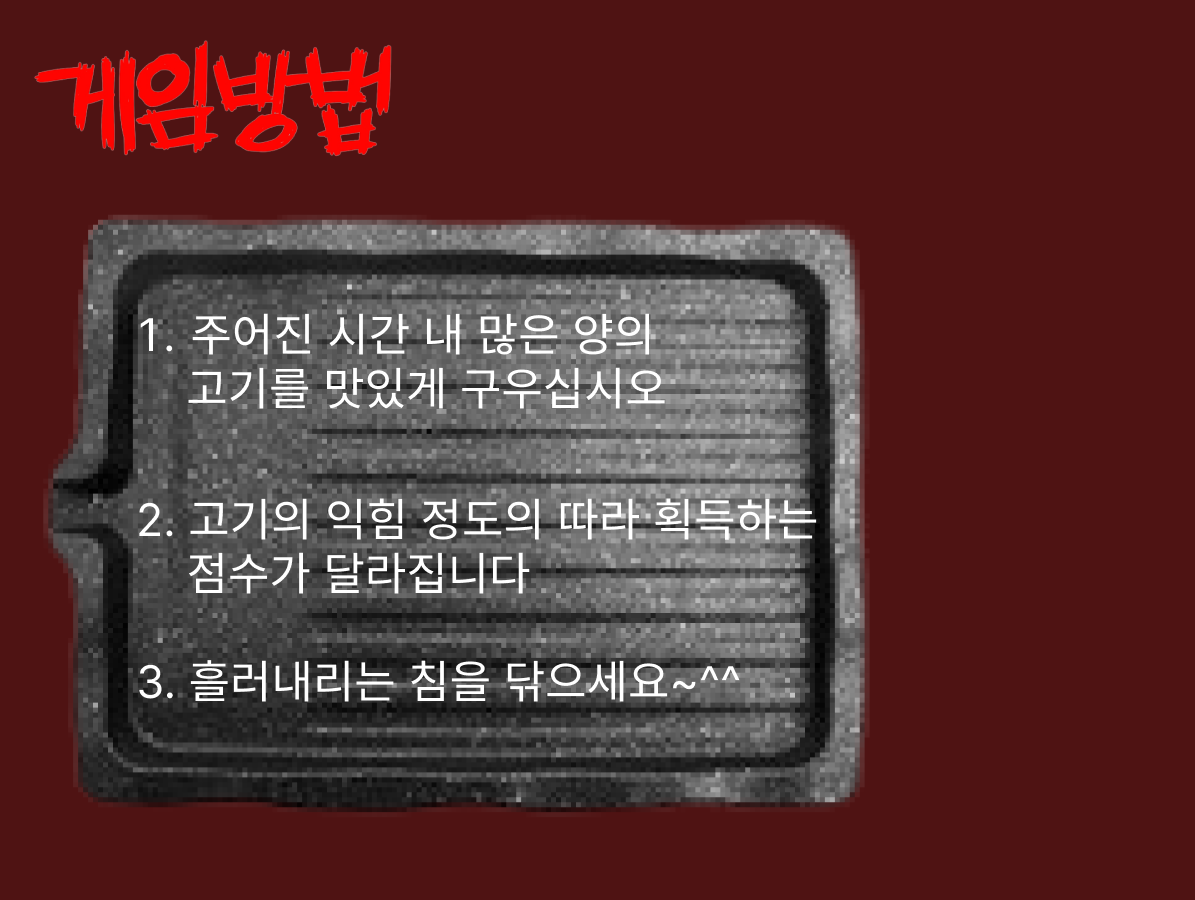 게임방법
1. 주어진 시간 내 많은 양의
고기를 맛있게 구우십시오
2. 고기의 익힘 정도의 따라 획득하는
점수가 달라집니다
3. 흘러내리는 침을 닦으세요~^^